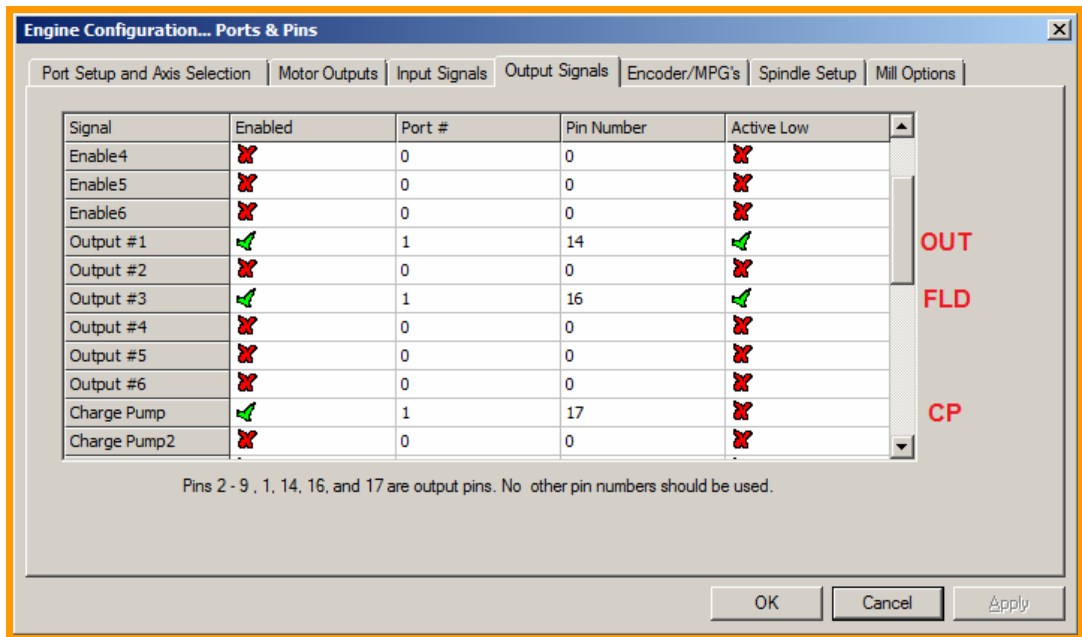 Engine Configuration... Ports & Pins
Port Setup and Axis Selection Motor Outputs Input Signals Output Signals Encoder/MPG's Spindle Setup Mill Options
Signal Enabled Port # Pin Number Active Low
Enable4 0 0
Enable5 0 0
Enable6 0 0
Output #1 1 14 OUT
Output #2 0 0
Output #3 1 16 FLD
Output #4 0 0
Output #5 0 0
Output #6 0 0
Charge Pump 1 17 CP
Charge Pump2 0 0
Pins 2 - 9 , 1, 14, 16, and 17 are output pins. No other pin numbers should be used.
OK Cancel Apply